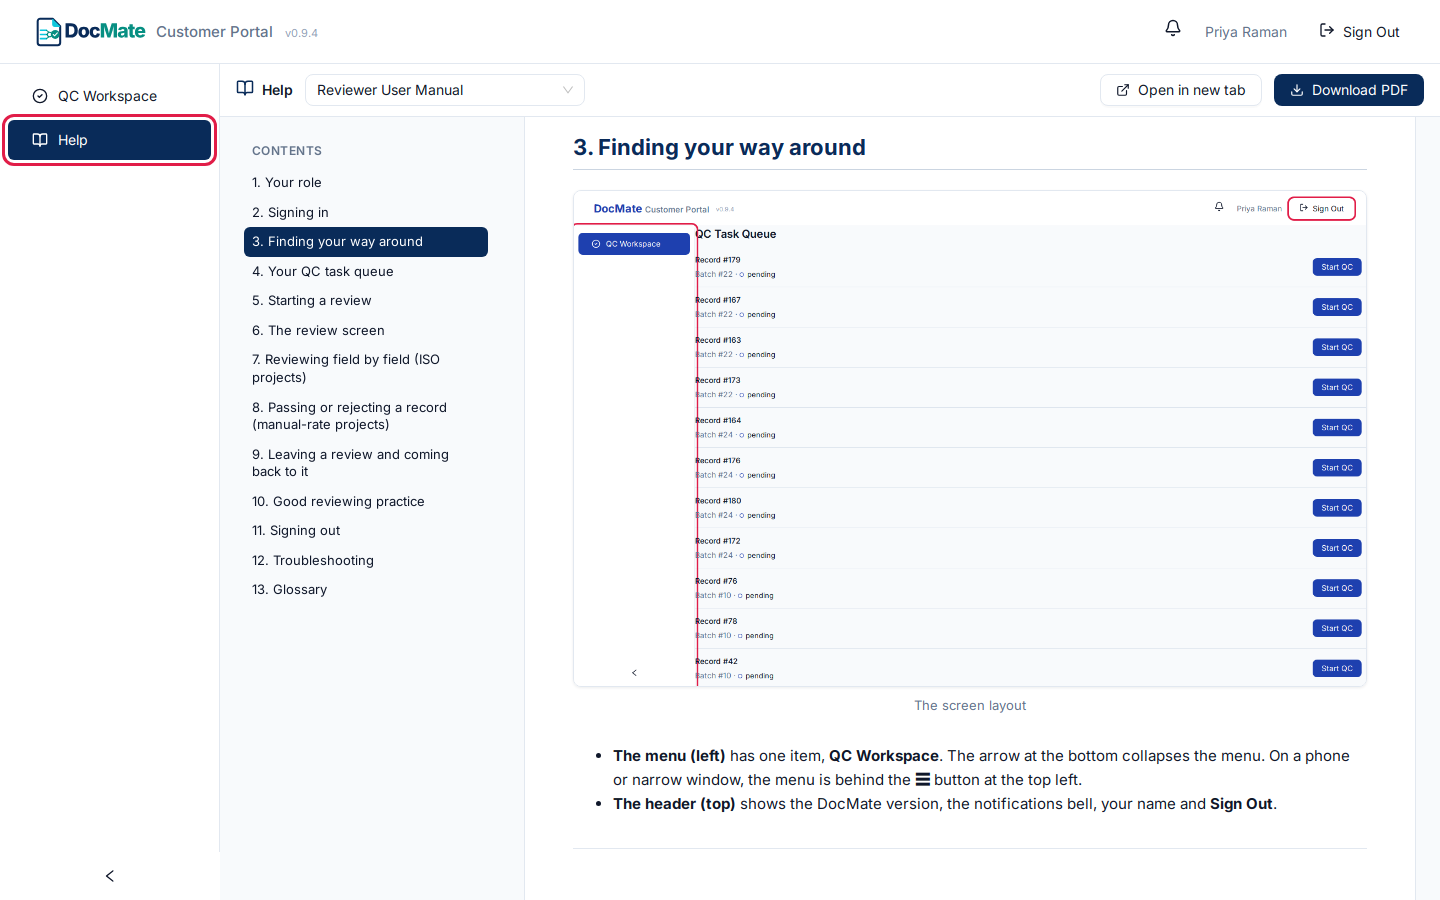 DocMate Customer Portal v0.9.4
Priya Raman
Sign Out
QC Workspace
Help
Help
Reviewer User Manual
Open in new tab
Download PDF
CONTENTS
1. Your role
2. Signing in
3. Finding your way around
4. Your QC task queue
5. Starting a review
6. The review screen
7. Reviewing field by field (ISO
projects)
8. Passing or rejecting a record
(manual-rate projects)
9. Leaving a review and coming
back to it
10. Good reviewing practice
11. Signing out
12. Troubleshooting
13. Glossary
3. Finding your way around
DocMate Customer Portal v0.9.4
Priya Raman
Sign Out
QC Workspace
QC Task Queue
Record #179
Batch #22 · pending
Start QC
Record #167
Batch #22 · pending
Start QC
Record #163
Batch #22 · pending
Start QC
Record #173
Batch #22 · pending
Start QC
Record #164
Batch #24 · pending
Start QC
Record #176
Batch #24 · pending
Start QC
Record #180
Batch #24 · pending
Start QC
Record #172
Batch #24 · pending
Start QC
Record #76
Batch #10 · pending
Start QC
Record #78
Batch #10 · pending
Start QC
Record #42
Batch #10 · pending
Start QC
The screen layout
• The menu (left) has one item, QC Workspace. The arrow at the bottom collapses the menu. On a phone
or narrow window, the menu is behind the ☰ button at the top left.
• The header (top) shows the DocMate version, the notifications bell, your name and Sign Out.